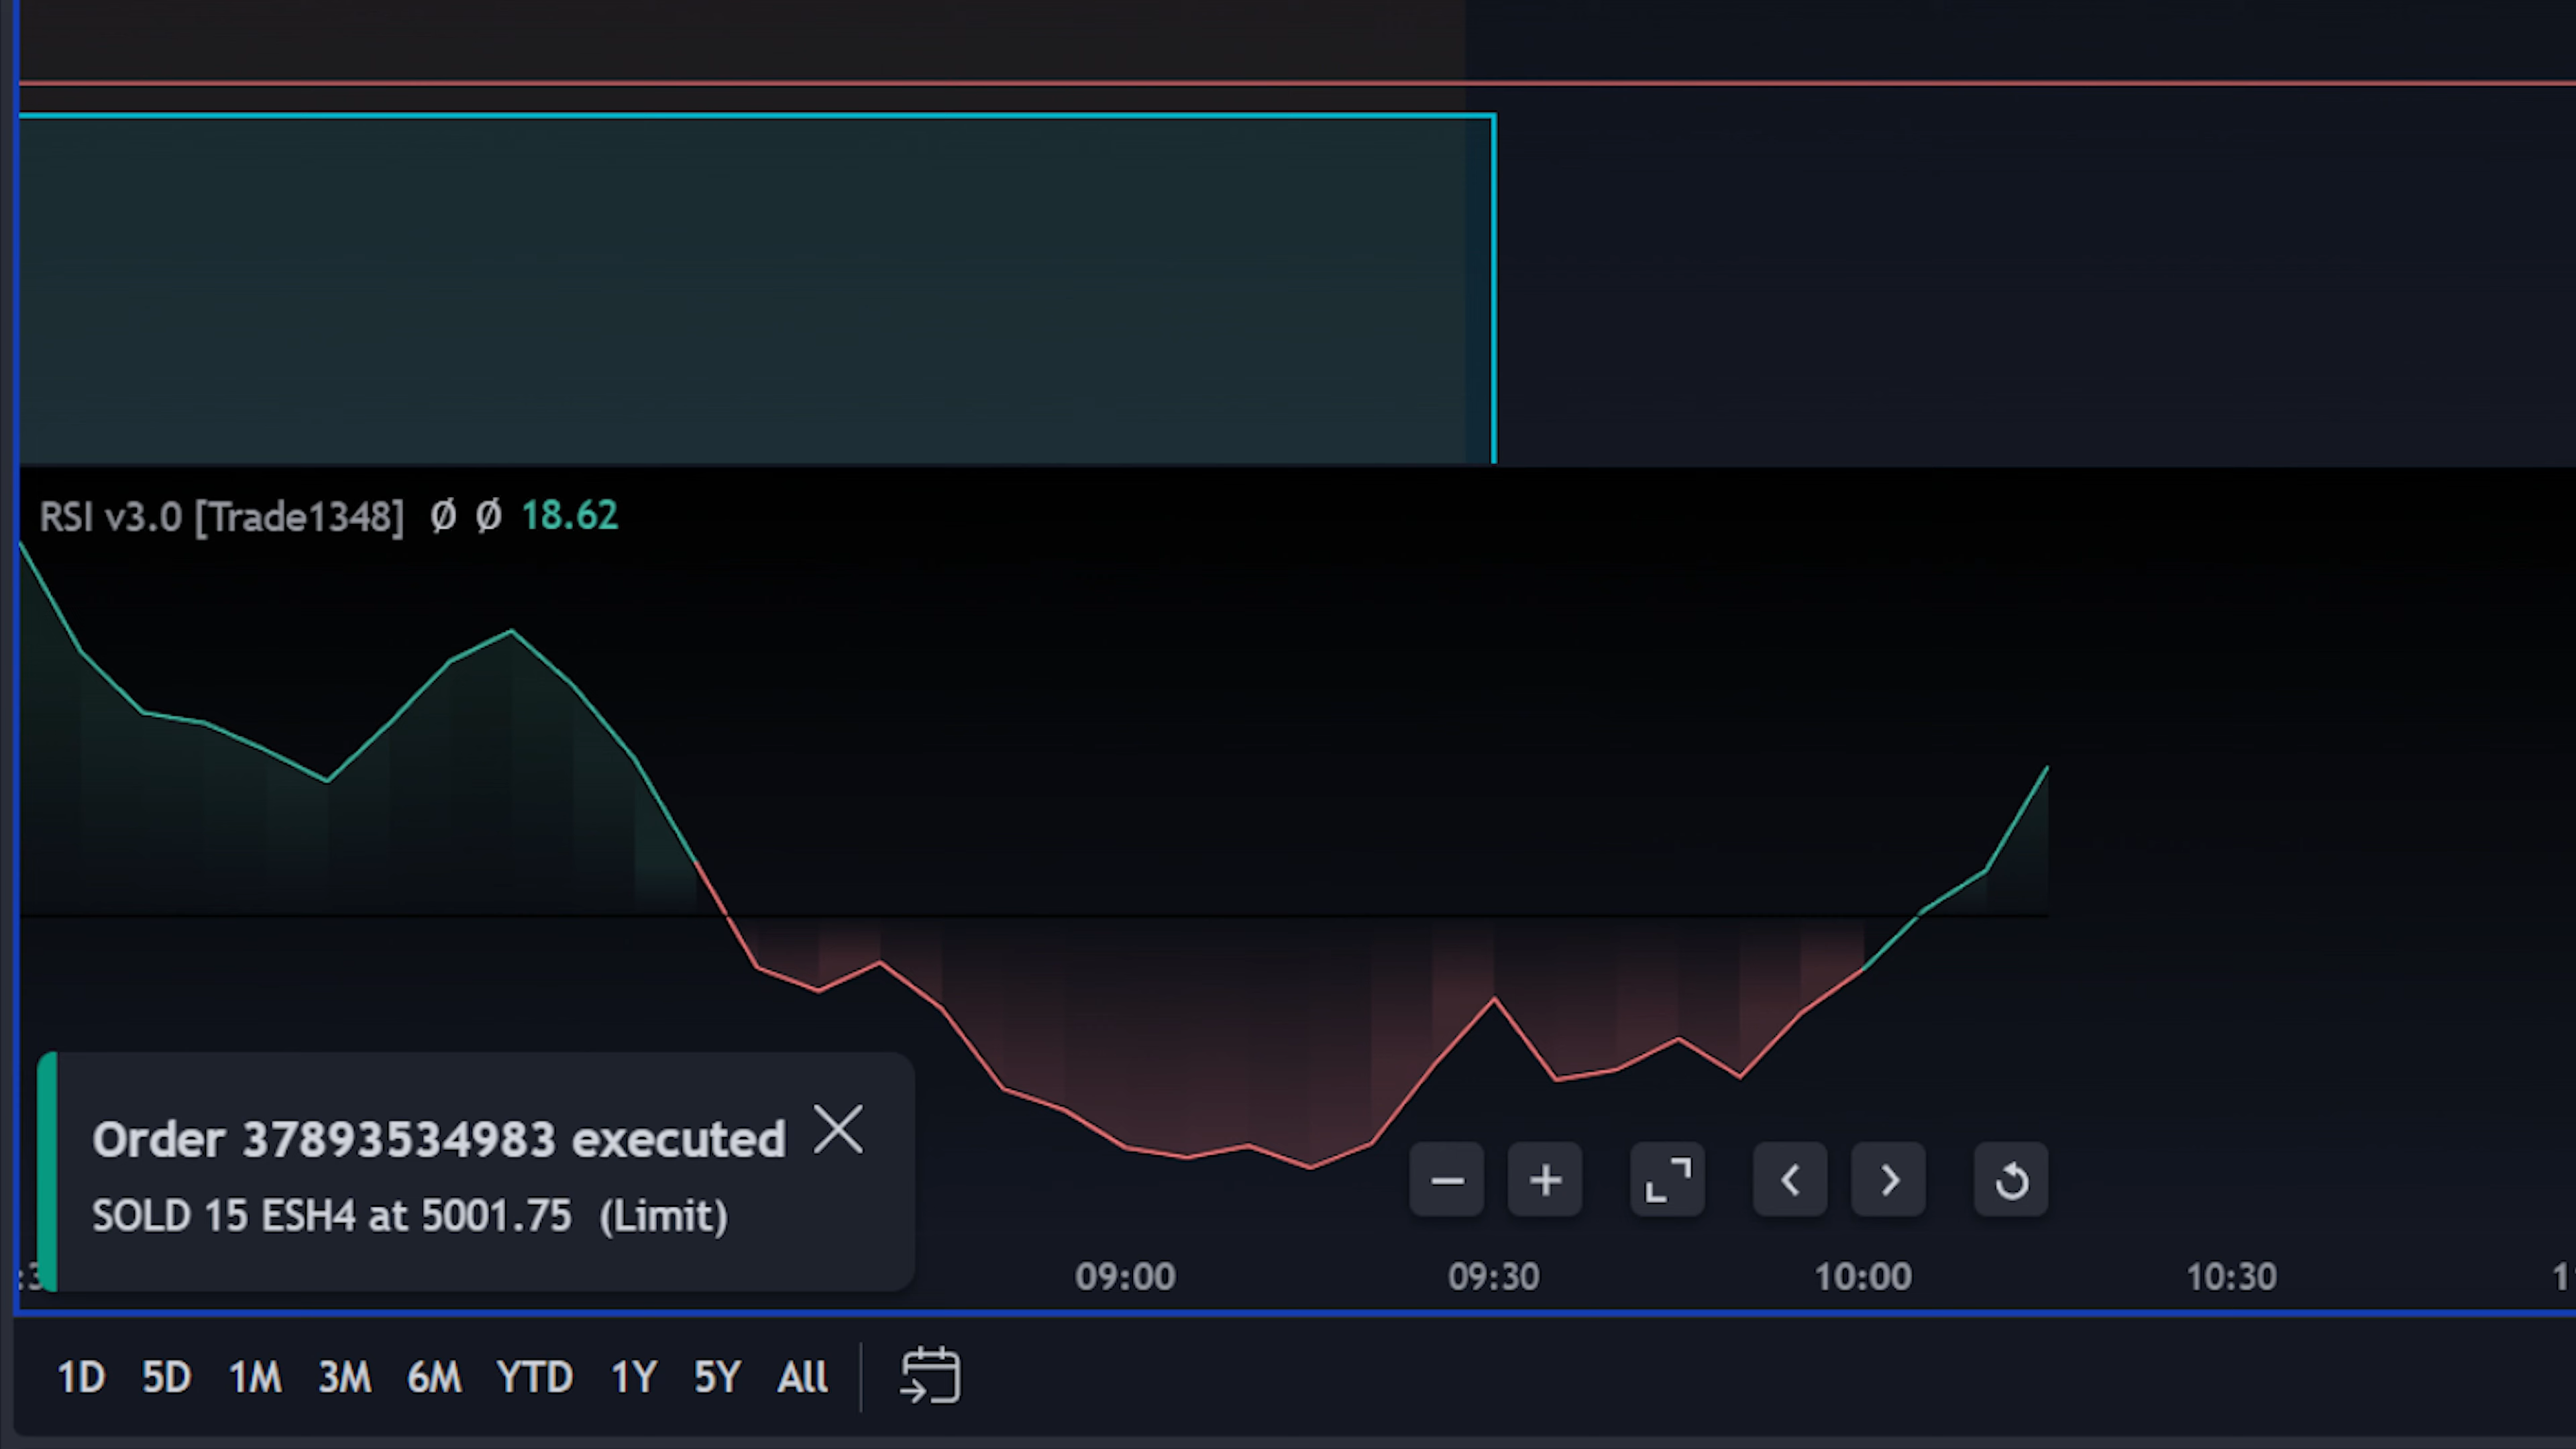 RSI v3.0 [Trade1348] Ø Ø 18.62
Order 37893534983 executed
SOLD 15 ESH4 at 5001.75 (Limit)
09:00 09:30 10:00 10:30
1D 5D 1M 3M 6M YTD 1Y 5Y All